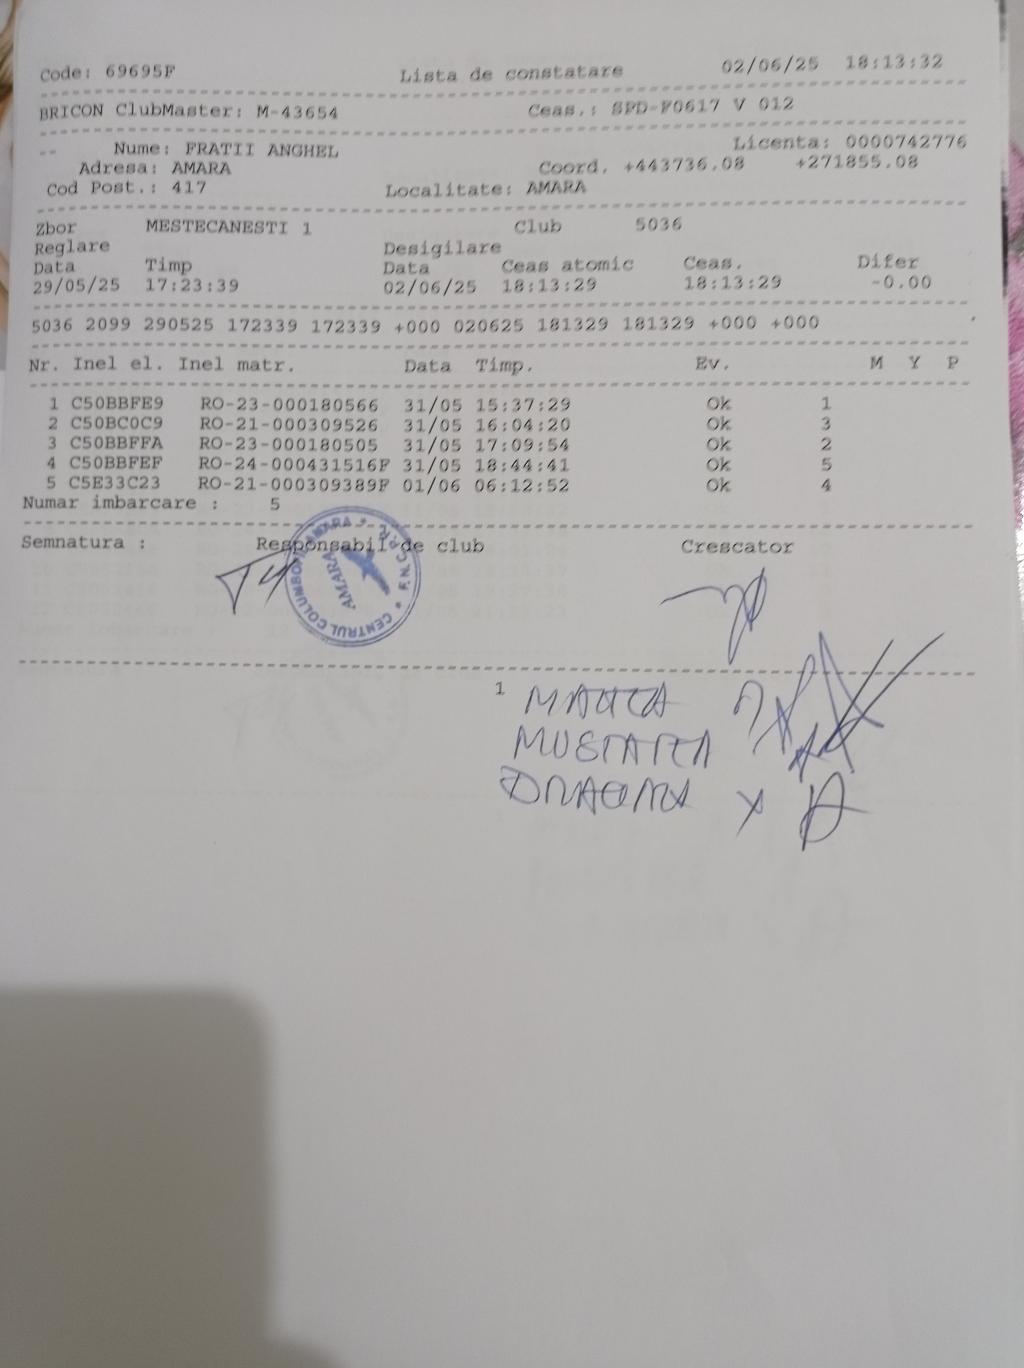 Code: 69695F Lista de constatare 02/06/25 18:13:32
BRICON ClubMaster: M-43654 Ceas.: SPD-F0617 V 012
-- Nume: FRATII ANGHEL Licenta: 0000742776
Adresa: AMARA Coord. +443736.08 +271855.08
Cod Post.: 417 Localitate: AMARA
Zbor MESTECANESTI 1 Club 5036
Reglare Desigilare
Data Timp Data Ceas atomic Ceas. Difer
29/05/25 17:23:39 02/06/25 18:13:29 18:13:29 -0.00
5036 2099 290525 172339 172339 +000 020625 181329 181329 +000 +000
Nr. Inel el. Inel matr. Data Timp. Ev. M Y P
1 C50BBFE9 RO-23-000180566 31/05 15:37:29 Ok 1
2 C50BC0C9 RO-21-000309526 31/05 16:04:20 Ok 3
3 C50BBFFA RO-23-000180505 31/05 17:09:54 Ok 2
4 C50BBFEF RO-24-000431516F 31/05 18:44:41 Ok 5
5 C5E33C23 RO-21-000309389F 01/06 06:12:52 Ok 4
Numar imbarcare : 5
Semnatura : Responsabil de club Crescator
CENTRUL COLUMBOFIL AMARA * F.N.C.P.R. *
AMARA
1